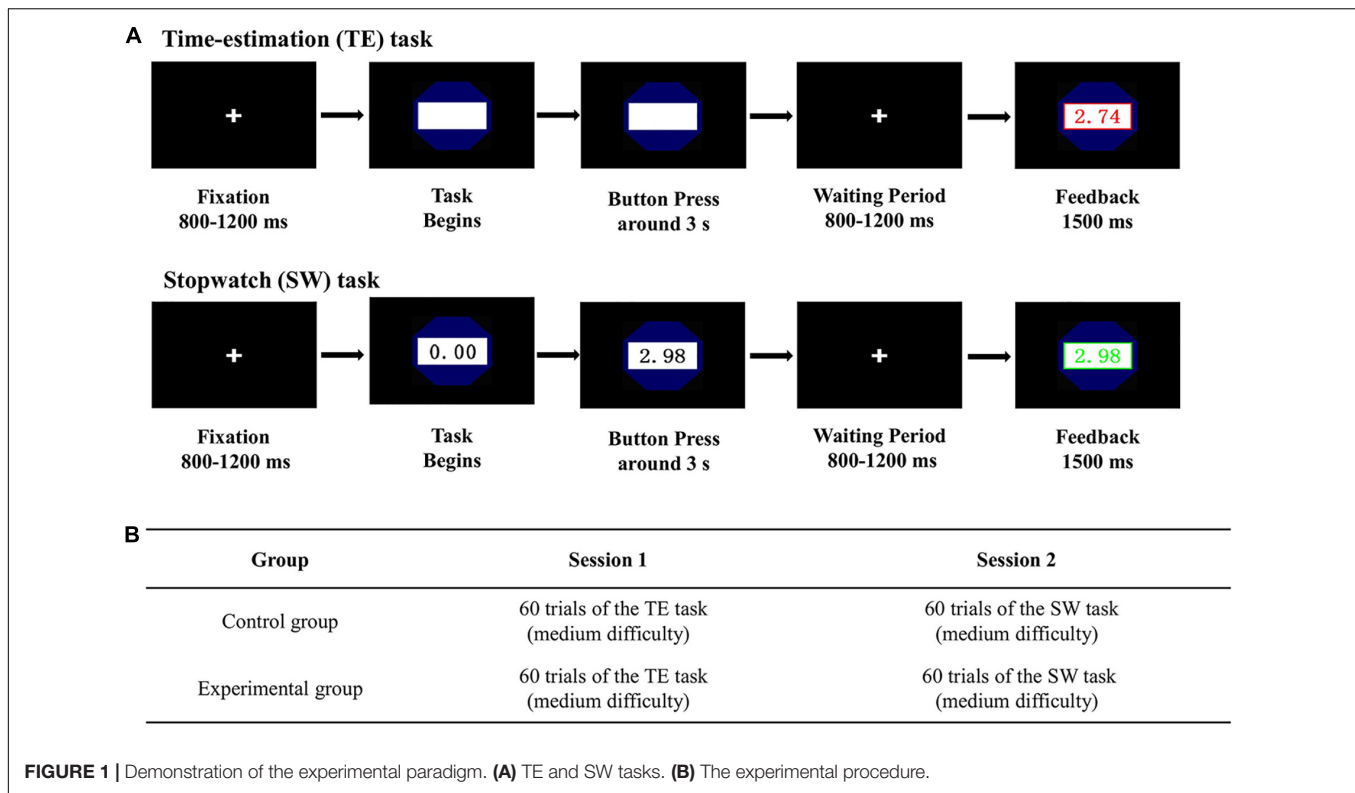 A Time-estimation (TE) task
2.74
Fixation Task Button Press Waiting Period Feedback
800-1200 ms Begins around 3 s 800-1200 ms 1500 ms
Stopwatch (SW) task
0.00 2.98 2.98
Fixation Task Button Press Waiting Period Feedback
800-1200 ms Begins around 3 s 800-1200 ms 1500 ms
B
Group Session 1 Session 2
Control group
60 trials of the TE task
(medium difficulty)
60 trials of the SW task
(medium difficulty)
Experimental group
60 trials of the TE task
(medium difficulty)
60 trials of the SW task
(medium difficulty)
FIGURE 1 | Demonstration of the experimental paradigm. (A) TE and SW tasks. (B) The experimental procedure.